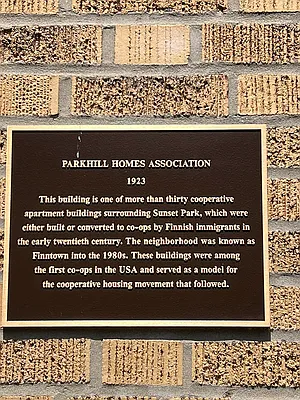 PARKHILL HOMES ASSOCIATION
1923
This building is one of more than thirty cooperative
apartment buildings surrounding Sunset Park, which were
either built or converted to co-ops by Finnish immigrants in
the early twentieth century. The neighborhood was known as
Finntown into the 1980s. These buildings were among
the first co-ops in the USA and served as a model for
the cooperative housing movement that followed.